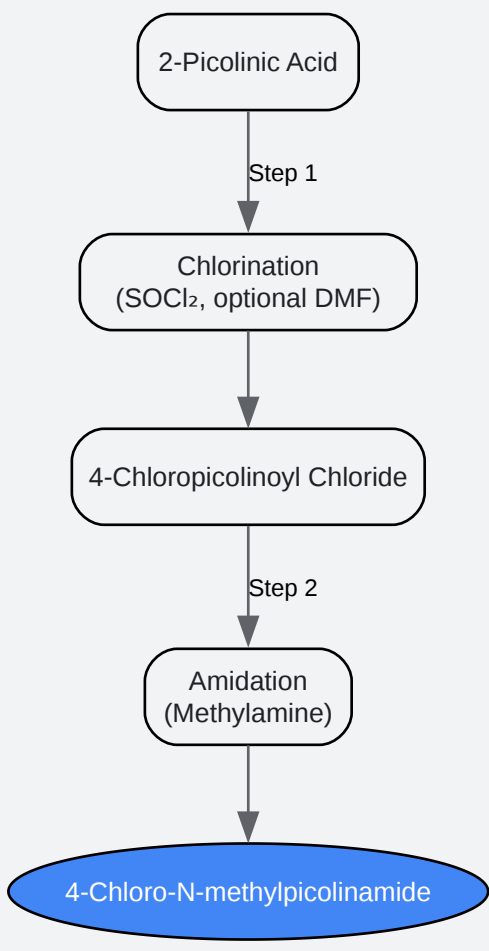 2-Picolinic Acid
Step 1
Chlorination
(SOCl₂, optional DMF)
4-Chloropicolinoyl Chloride
Step 2
Amidation
(Methylamine)
4-Chloro-N-methylpicolinamide